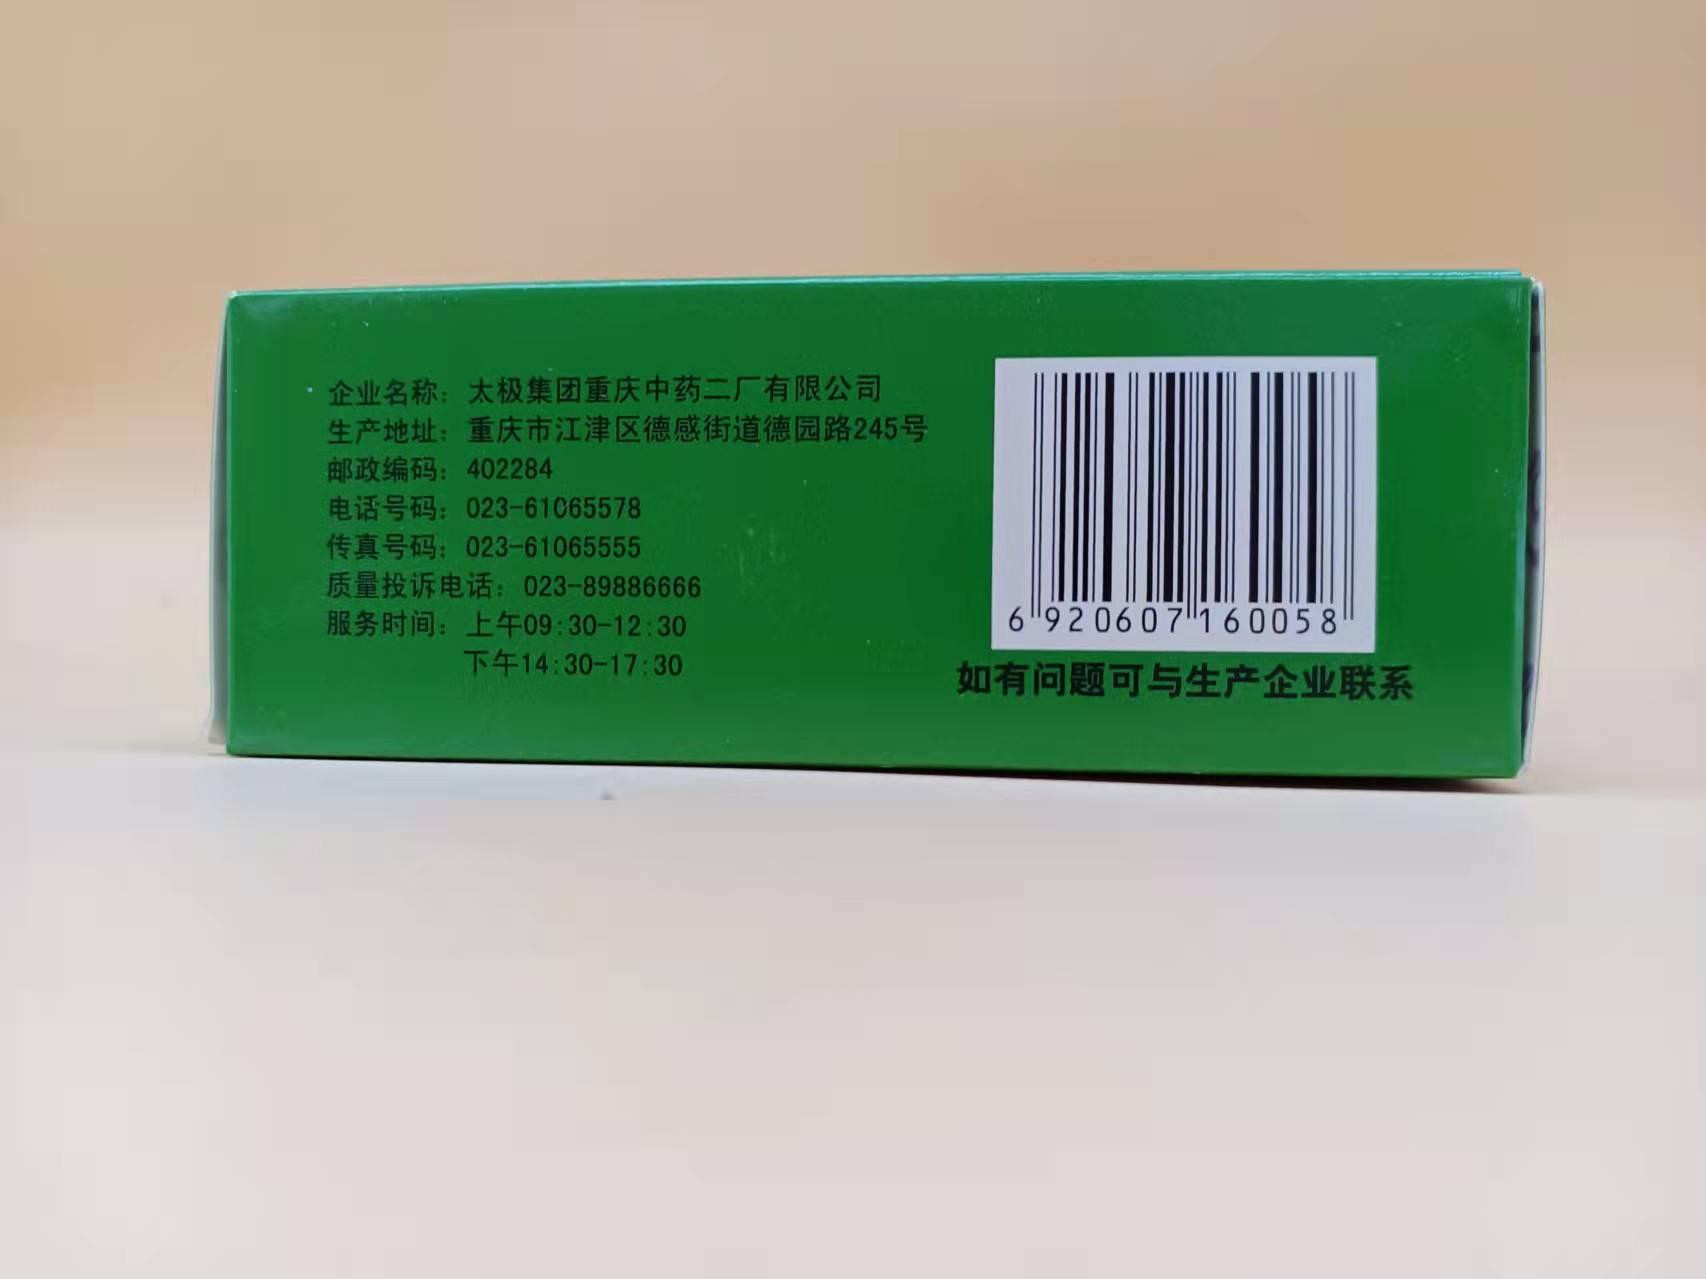 企业名称：太极集团重庆中药二厂有限公司
生产地址：重庆市江津区德感街道德园路245号
邮政编码：402284
电话号码：023-61065578
传真号码：023-61065555
质量投诉电话：023-89886666
服务时间：上午09:30-12:30
下午14:30-17:30
6 920607 160058
如有问题可与生产企业联系